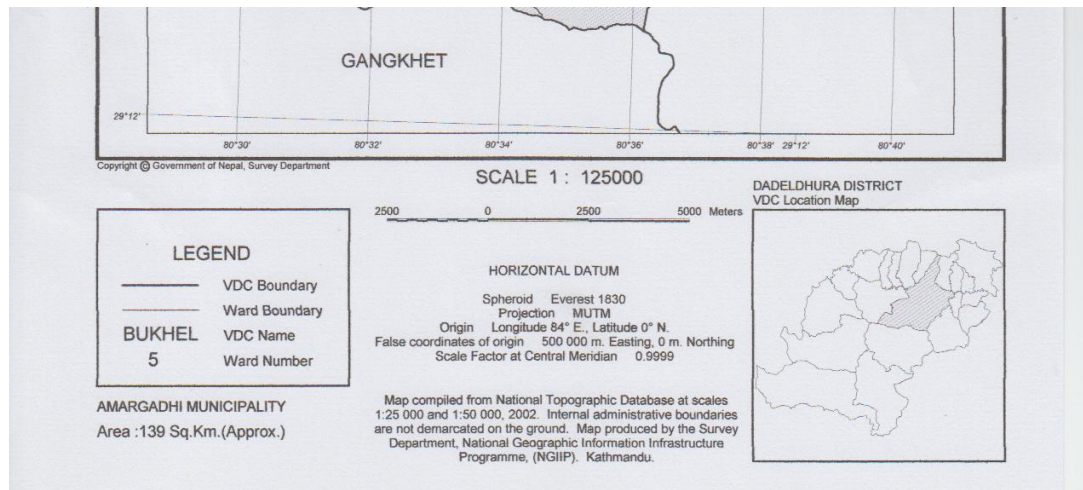 GANGKHET
29°12'
80°30'
80°32'
80°34'
80°36'
80°38'
29°12'
80°40'
Copyright © Government of Nepal, Survey Department
SCALE 1 : 125000
2500 0 2500 5000 Meters
LEGEND
VDC Boundary
Ward Boundary
BUKHEL VDC Name
5 Ward Number
AMARGADHI MUNICIPALITY
Area :139 Sq.Km.(Approx.)
HORIZONTAL DATUM
Spheroid Everest 1830
Projection MUTM
Origin Longitude 84° E., Latitude 0° N.
False coordinates of origin 500 000 m. Easting, 0 m. Northing
Scale Factor at Central Meridian 0.9999
Map compiled from National Topographic Database at scales
1:25 000 and 1:50 000, 2002. Internal administrative boundaries
are not demarcated on the ground. Map produced by the Survey
Department, National Geographic Information Infrastructure
Programme, (NGIIP). Kathmandu.
DADELDHURA DISTRICT
VDC Location Map